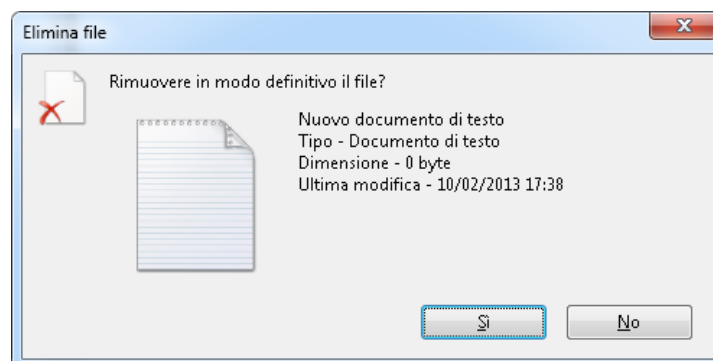 Elimina file
Rimuovere in modo definitivo il file?
Nuovo documento di testo
Tipo - Documento di testo
Dimensione - 0 byte
Ultima modifica - 10/02/2013 17:38
Sì
No